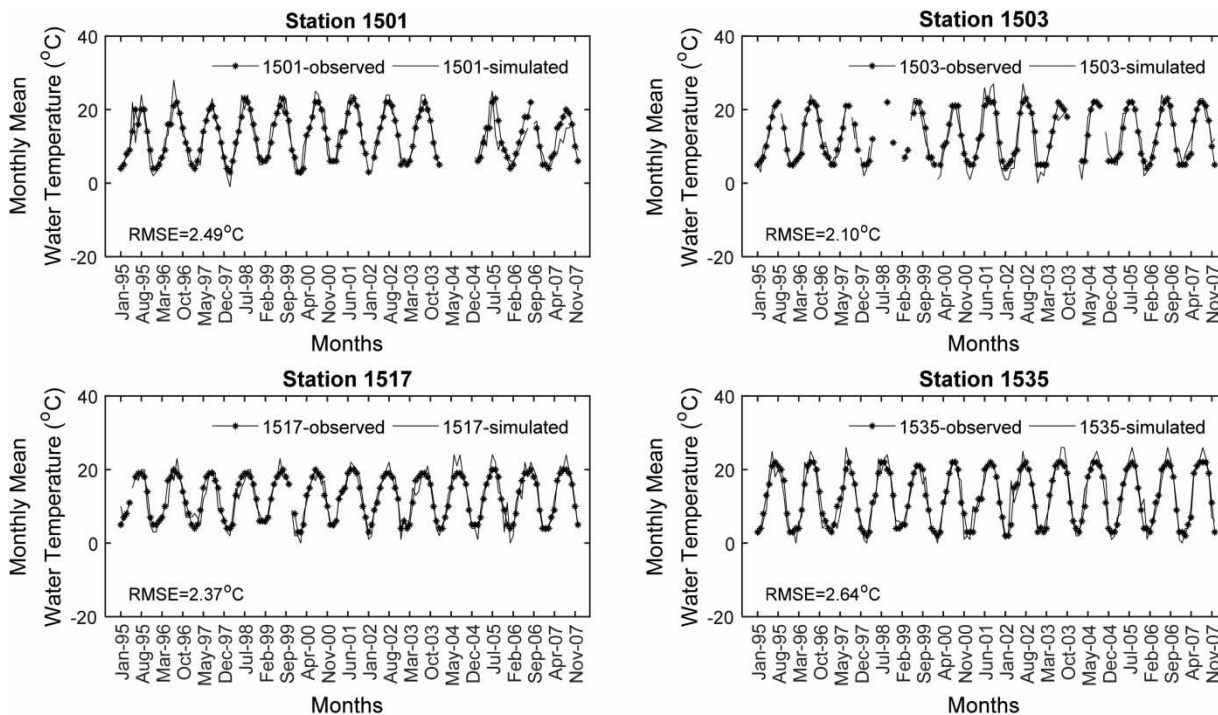 Station 1501
Monthly Mean
Water Temperature (°C)
40
20
0
-20
1501-observed 1501-simulated
RMSE=2.49°C
Jan-95 Aug-95 Mar-96 Oct-96 May-97 Dec-97 Jul-98 Feb-99 Sep-99 Apr-00 Nov-00 Jun-01 Jan-02 Aug-02 Mar-03 Oct-03 May-04 Dec-04 Jul-05 Feb-06 Sep-06 Apr-07 Nov-07
Months
Station 1503
Monthly Mean
Water Temperature (°C)
40
20
0
-20
1503-observed 1503-simulated
RMSE=2.10°C
Jan-95 Aug-95 Mar-96 Oct-96 May-97 Dec-97 Jul-98 Feb-99 Sep-99 Apr-00 Nov-00 Jun-01 Jan-02 Aug-02 Mar-03 Oct-03 May-04 Dec-04 Jul-05 Feb-06 Sep-06 Apr-07 Nov-07
Months
Station 1517
Monthly Mean
Water Temperature (°C)
40
20
0
-20
1517-observed 1517-simulated
RMSE=2.37°C
Jan-95 Aug-95 Mar-96 Oct-96 May-97 Dec-97 Jul-98 Feb-99 Sep-99 Apr-00 Nov-00 Jun-01 Jan-02 Aug-02 Mar-03 Oct-03 May-04 Dec-04 Jul-05 Feb-06 Sep-06 Apr-07 Nov-07
Months
Station 1535
Monthly Mean
Water Temperature (°C)
40
20
0
-20
1535-observed 1535-simulated
RMSE=2.64°C
Jan-95 Aug-95 Mar-96 Oct-96 May-97 Dec-97 Jul-98 Feb-99 Sep-99 Apr-00 Nov-00 Jun-01 Jan-02 Aug-02 Mar-03 Oct-03 May-04 Dec-04 Jul-05 Feb-06 Sep-06 Apr-07 Nov-07
Months